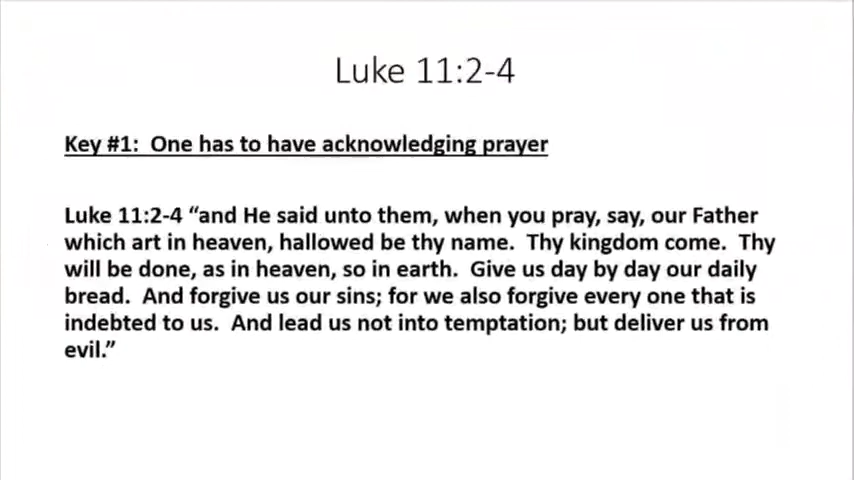 Luke 11:2-4
Key #1:  One has to have acknowledging prayer
Luke 11:2-4 “and He said unto them, when you pray, say, our Father
which art in heaven, hallowed be thy name.  Thy kingdom come.  Thy
will be done, as in heaven, so in earth.  Give us day by day our daily
bread.  And forgive us our sins; for we also forgive every one that is
indebted to us.  And lead us not into temptation; but deliver us from
evil.”